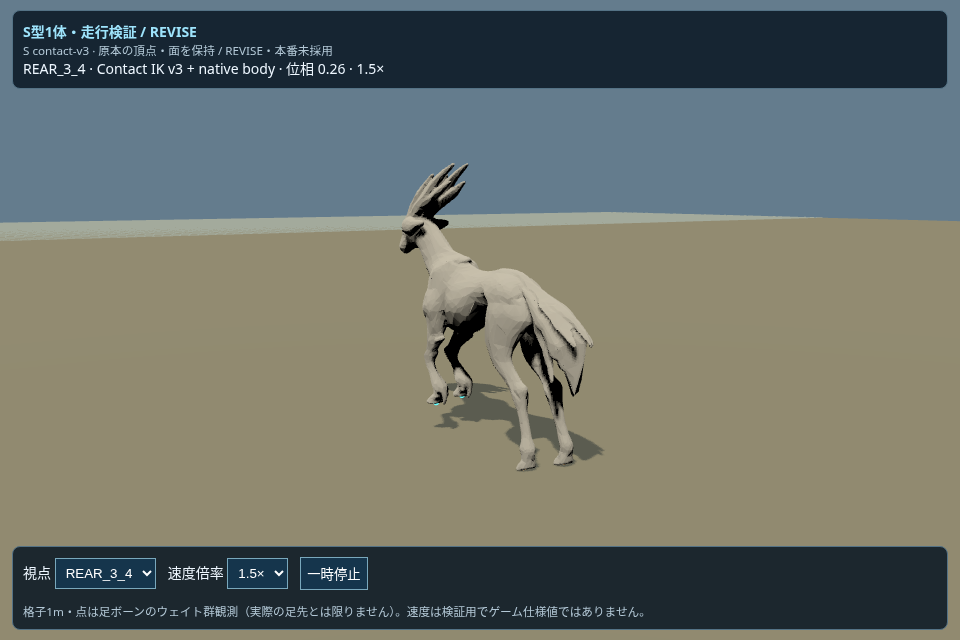 S型1体・走行検証 / REVISE
S contact-v3 · 原本の頂点・面を保持 / REVISE・本番未採用
REAR_3_4 · Contact IK v3 + native body · 位相 0.26 · 1.5×
視点 REAR_3_4 速度倍率 1.5× 一時停止
格子1m・点は足ボーンのウェイト群観測（実際の足先とは限りません）。速度は検証用でゲーム仕様値ではありません。